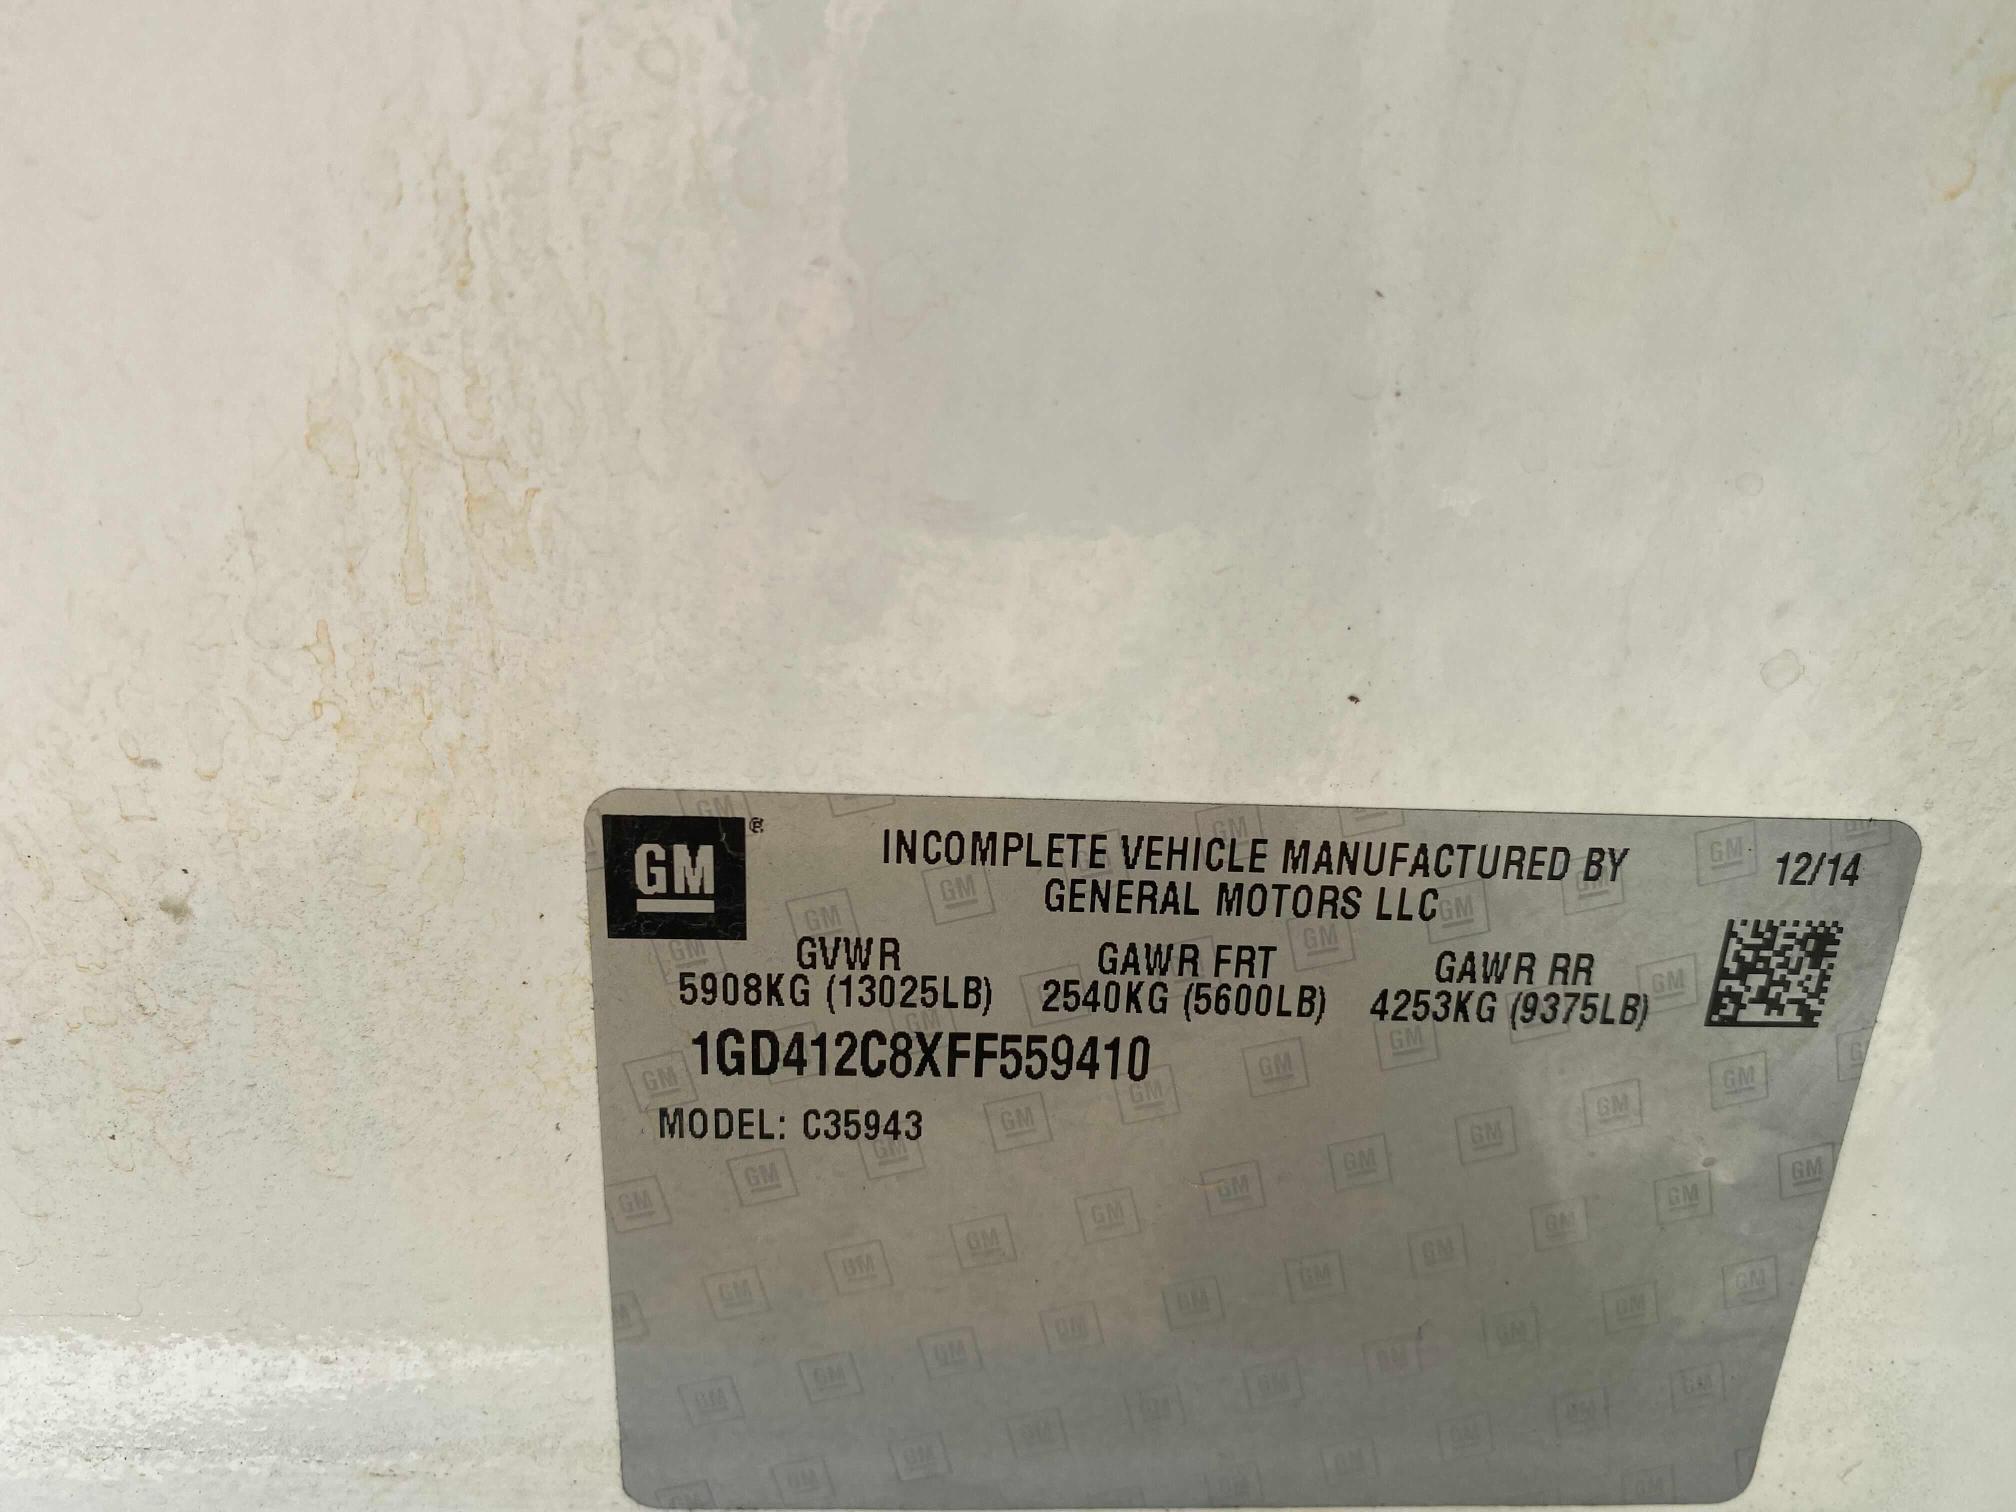 GM ®
INCOMPLETE VEHICLE MANUFACTURED BY
GENERAL MOTORS LLC
12/14
GVWR GAWR FRT GAWR RR
5908KG (13025LB) 2540KG (5600LB) 4253KG (9375LB)
1GD412C8XFF559410
MODEL: C35943